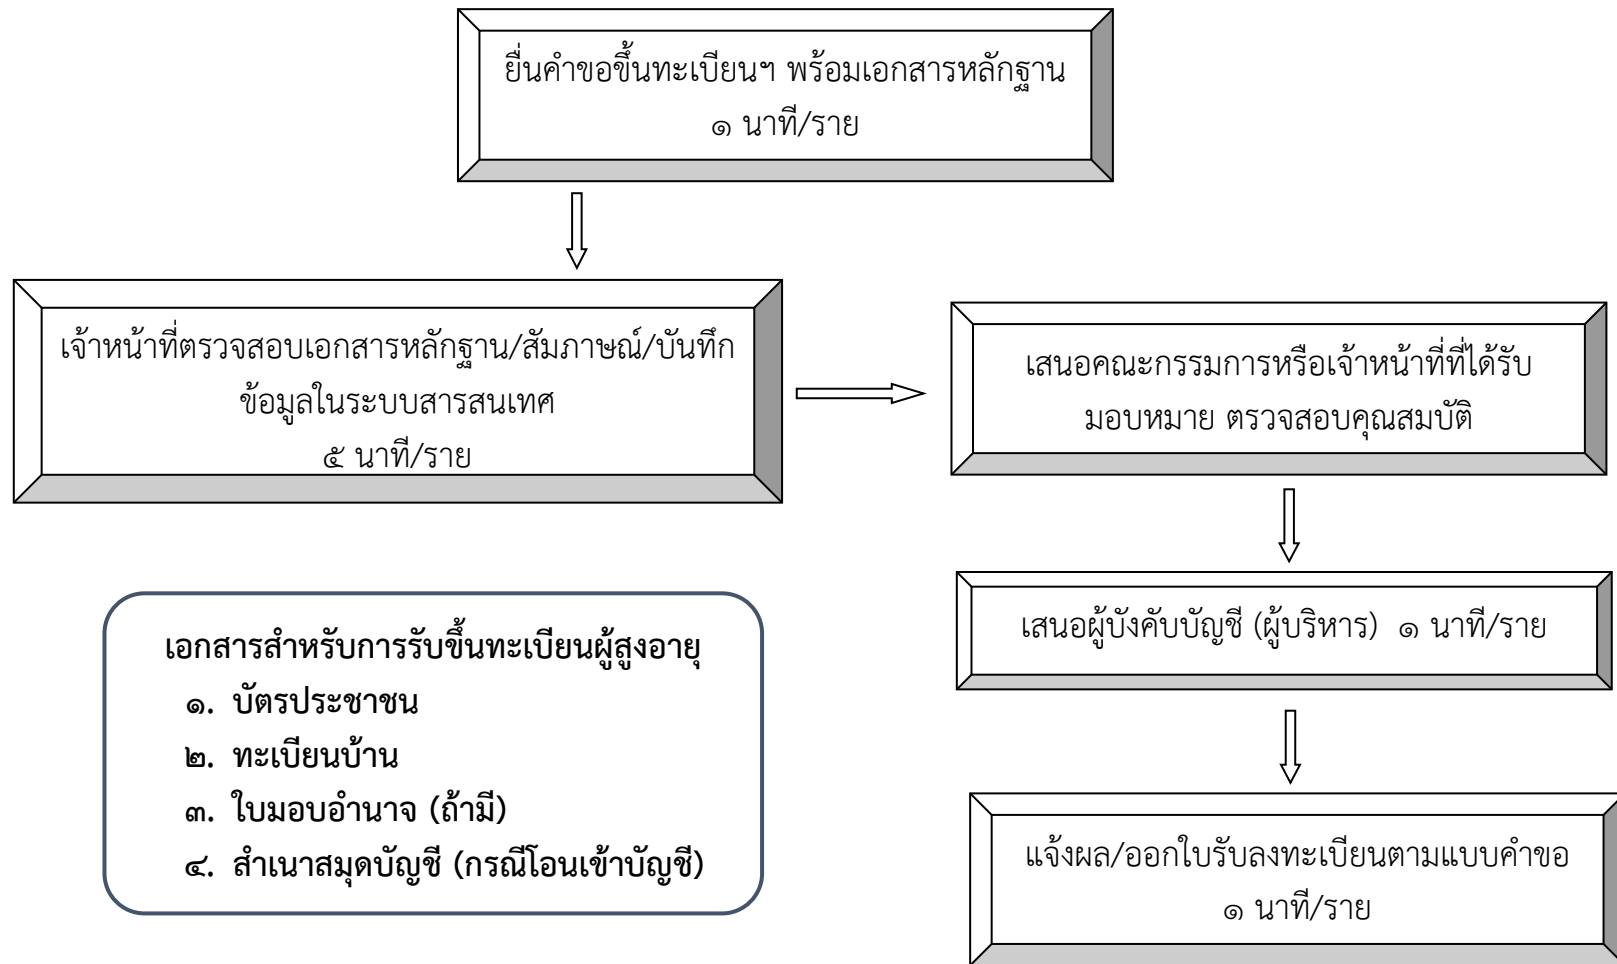 ยื่นคำขอขึ้นทะเบียนฯ พร้อมเอกสารหลักฐาน
๑ นาที/ราย
เจ้าหน้าที่ตรวจสอบเอกสารหลักฐาน/สัมภาษณ์/บันทึก
ข้อมูลในระบบสารสนเทศ
๕ นาที/ราย
เสนอคณะกรรมการหรือเจ้าหน้าที่ที่ได้รับ
มอบหมาย ตรวจสอบคุณสมบัติ
เสนอผู้บังคับบัญชี (ผู้บริหาร) ๑ นาที/ราย
แจ้งผล/ออกใบรับลงทะเบียนตามแบบคำขอ
๑ นาที/ราย
เอกสารสำหรับการรับขึ้นทะเบียนผู้สูงอายุ
๑. บัตรประชาชน
๒. ทะเบียนบ้าน
๓. ใบมอบอำนาจ (ถ้ามี)
๔. สำเนาสมุดบัญชี (กรณีโอนเข้าบัญชี)